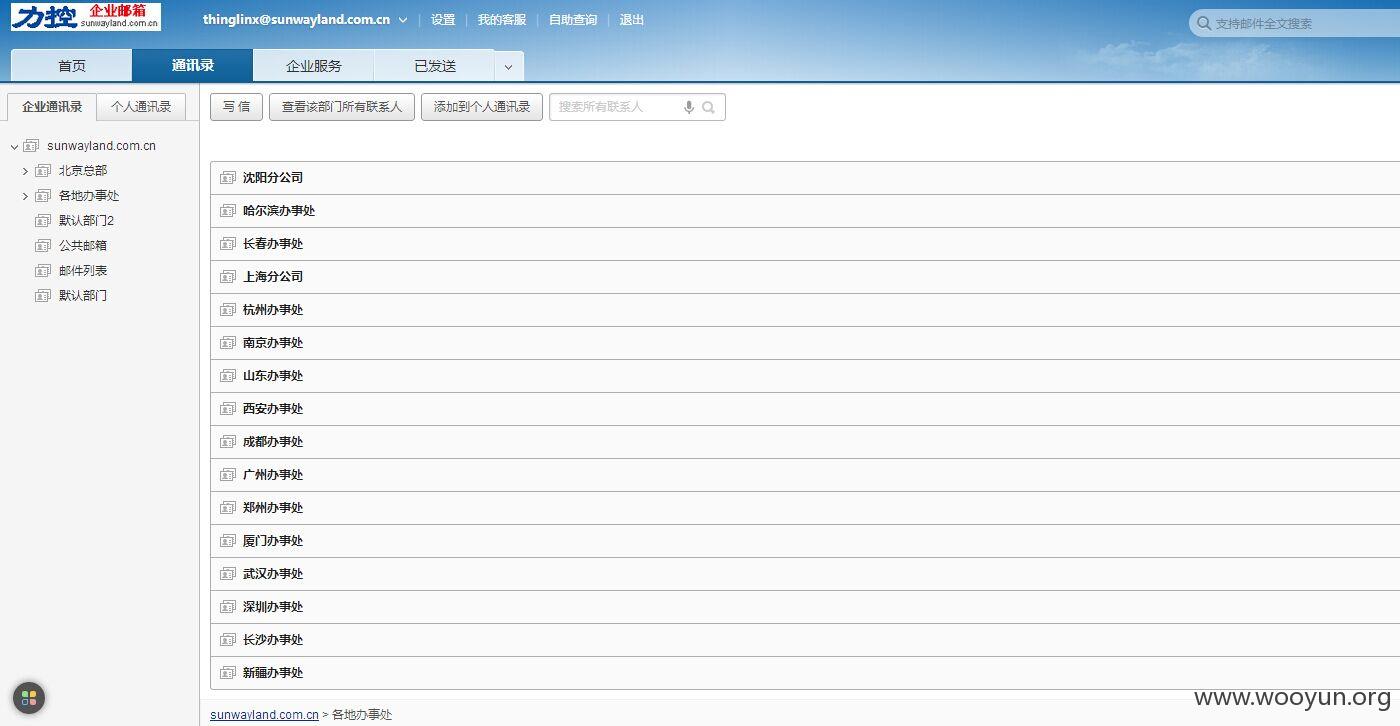 力控 企业邮箱
sunwayland.com.cn
thinglinx@sunwayland.com.cn 设置 我的客服 自助查询 退出
支持邮件全文搜索
首页 通讯录 企业服务 已发送
企业通讯录 个人通讯录
写信 查看该部门所有联系人 添加到个人通讯录 搜索所有联系人
sunwayland.com.cn
北京总部
各地办事处
默认部门2
公共邮箱
邮件列表
默认部门
沈阳分公司
哈尔滨办事处
长春办事处
上海分公司
杭州办事处
南京办事处
山东办事处
西安办事处
成都办事处
广州办事处
郑州办事处
厦门办事处
武汉办事处
深圳办事处
长沙办事处
新疆办事处
sunwayland.com.cn > 各地办事处
www.wooyun.org